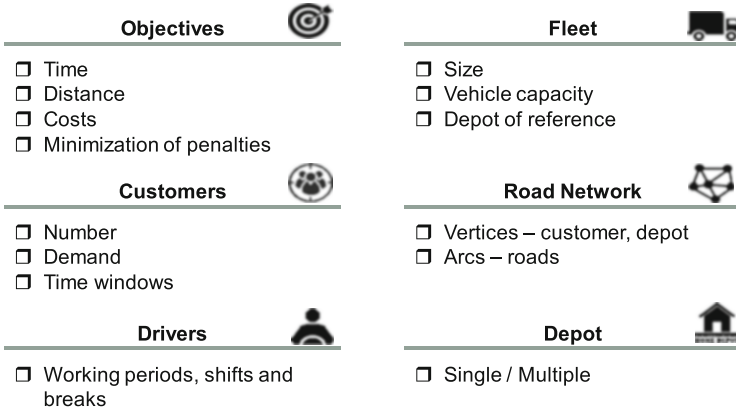 Objectives
Time
Distance
Costs
Minimization of penalties
Customers
Number
Demand
Time windows
Drivers
Working periods, shifts and
breaks
Fleet
Size
Vehicle capacity
Depot of reference
Road Network
Vertices – customer, depot
Arcs – roads
Depot
Single / Multiple